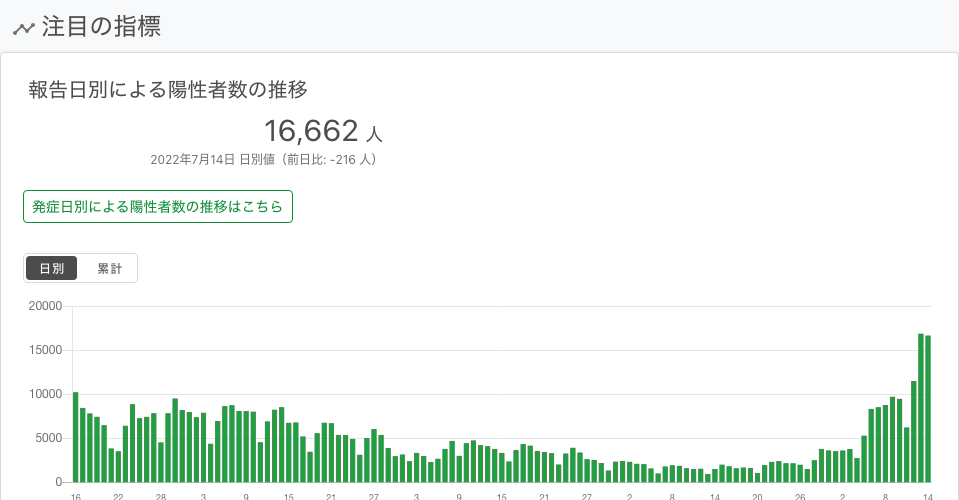 注目の指標
報告日別による陽性者数の推移
16,662 人
2022年7月14日 日別値（前日比: -216 人）
発症日別による陽性者数の推移はこちら
日別 累計
20000
15000
10000
5000
0
16 22 28 3 9 15 21 27 3 9 15 21 27 2 8 14 20 26 2 8 14